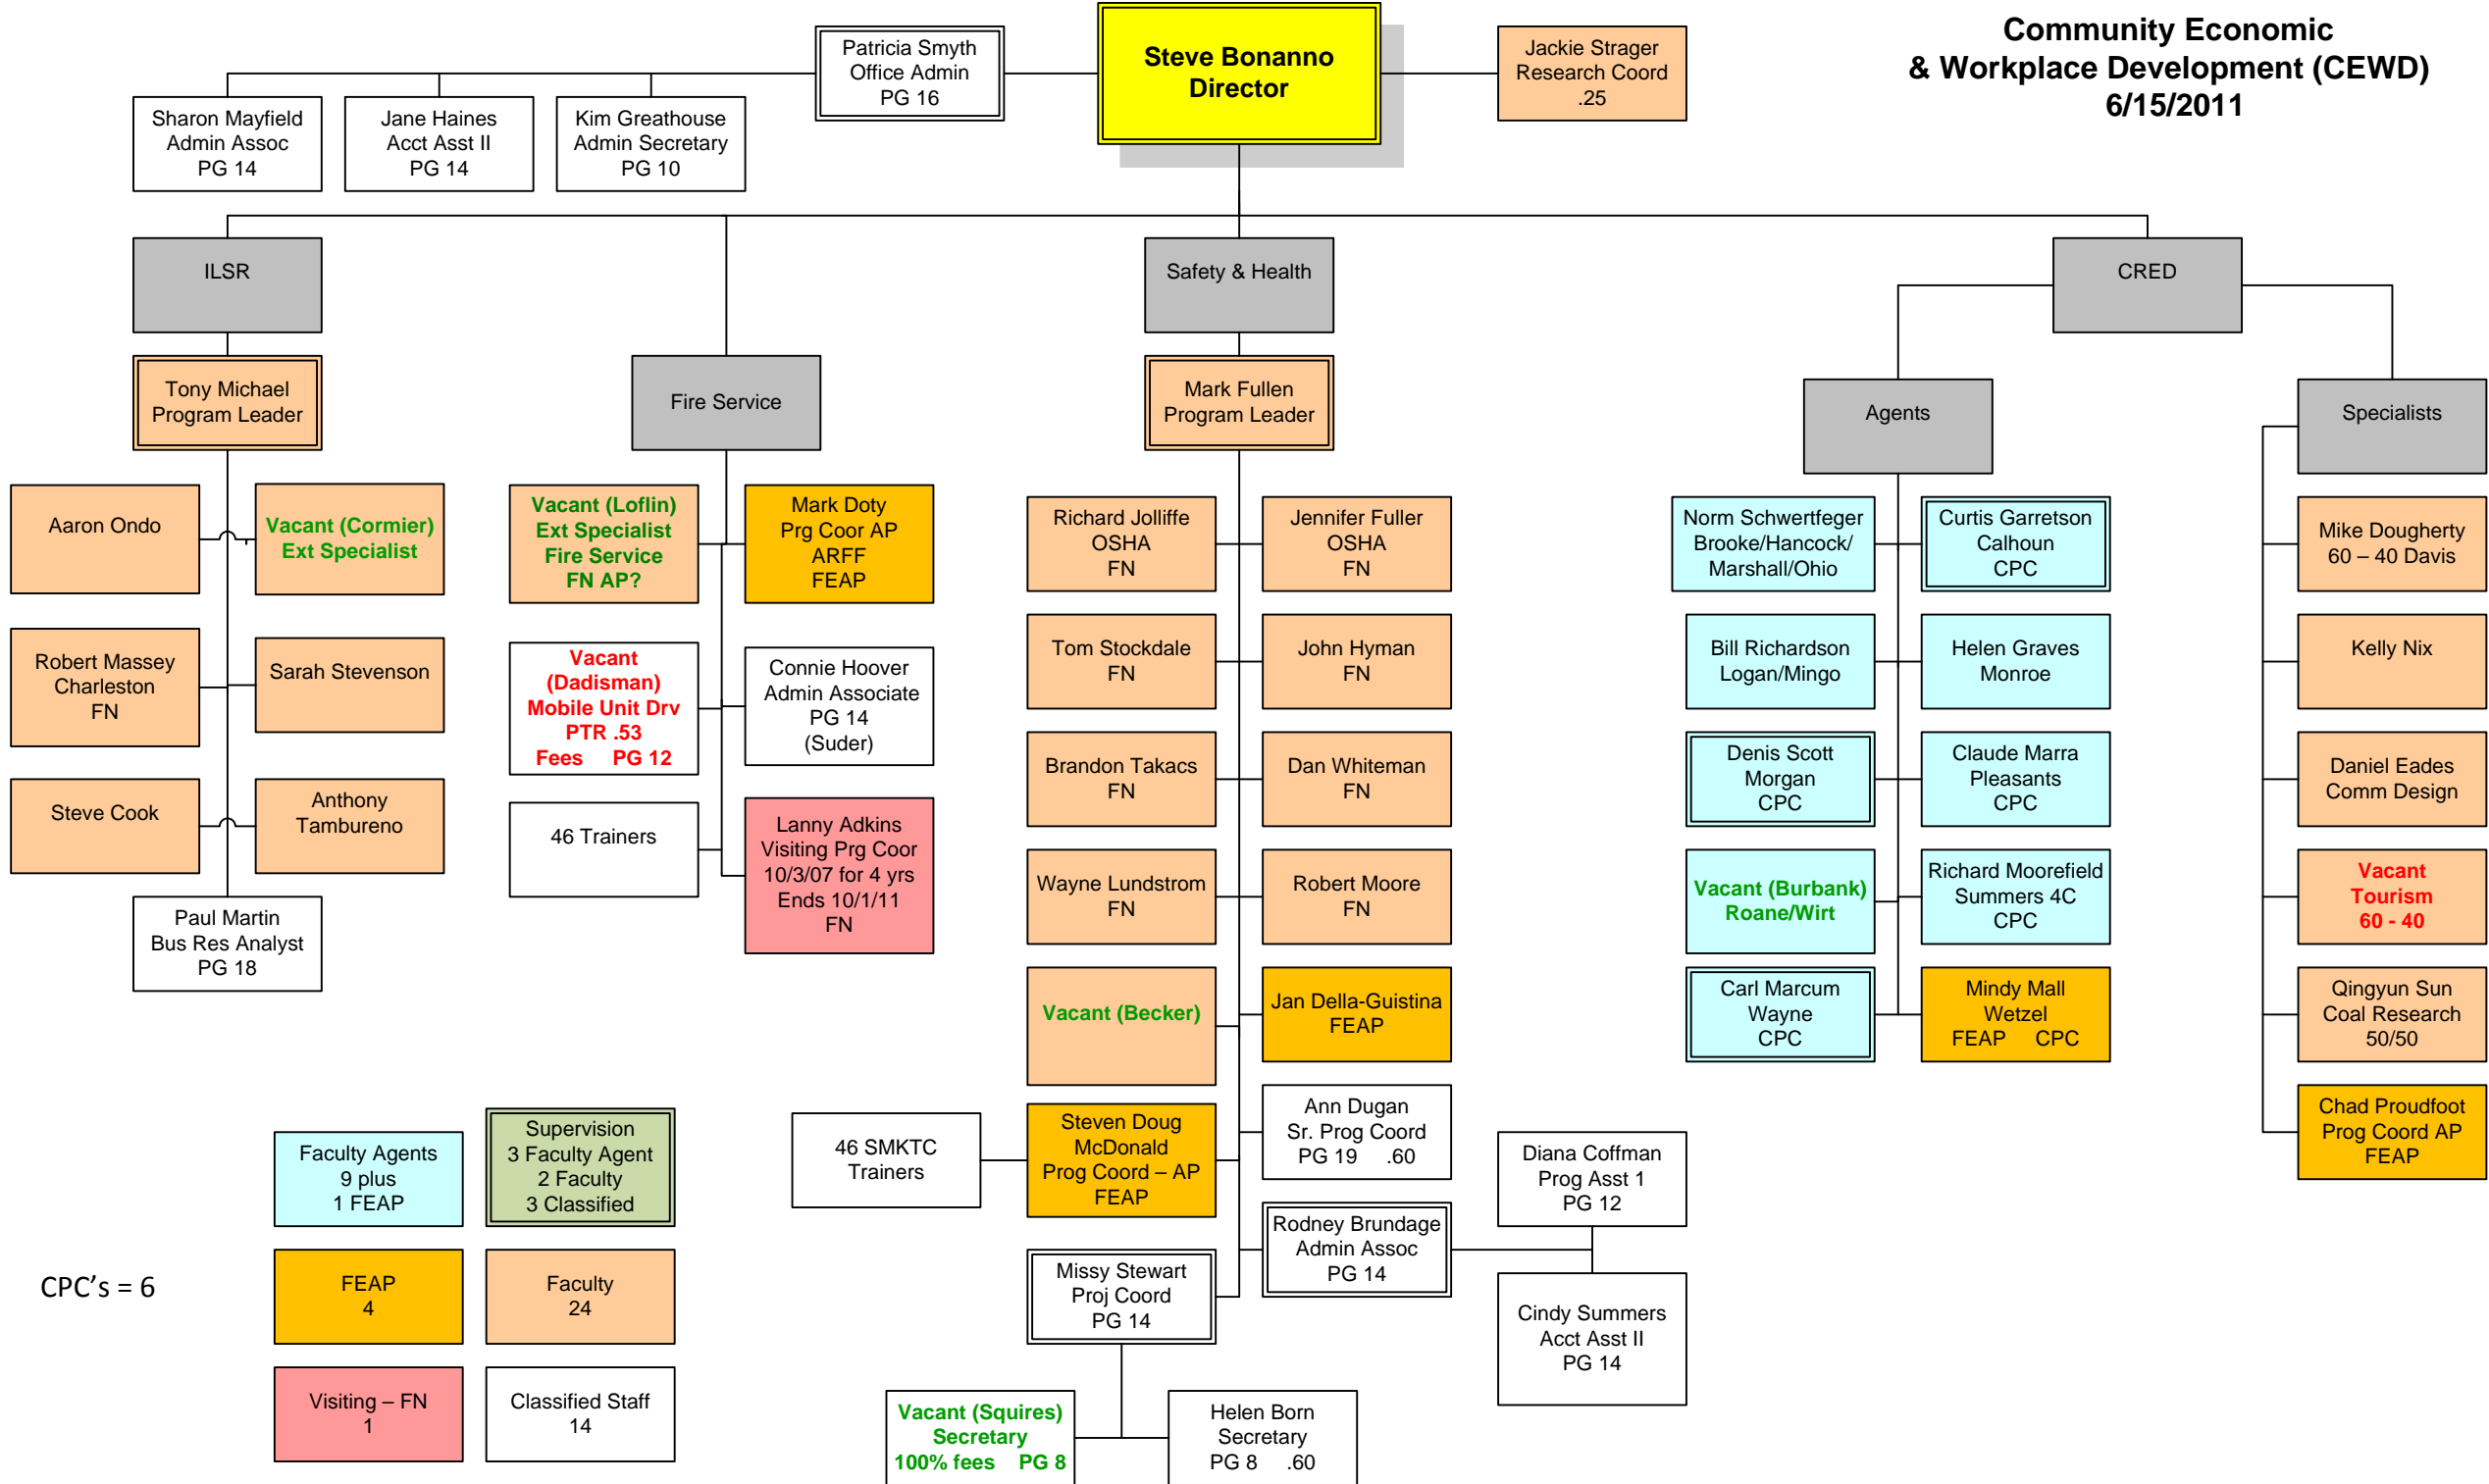 Community Economic
& Workplace Development (CEWD)
6/15/2011
Steve Bonanno
Director
Patricia Smyth
Office Admin
PG 16
Jackie Strager
Research Coord
.25
Sharon Mayfield
Admin Assoc
PG 14
Jane Haines
Acct Asst II
PG 14
Kim Greathouse
Admin Secretary
PG 10
ILSR
Tony Michael
Program Leader
Aaron Ondo
Vacant (Cormier)
Ext Specialist
Robert Massey
Charleston
FN
Sarah Stevenson
Steve Cook
Anthony
Tambureno
Paul Martin
Bus Res Analyst
PG 18
Fire Service
Vacant (Loflin)
Ext Specialist
Fire Service
FN AP?
Mark Doty
Prg Coor AP
ARFF
FEAP
Vacant
(Dadisman)
Mobile Unit Drv
PTR .53
Fees PG 12
Connie Hoover
Admin Associate
PG 14
(Suder)
46 Trainers
Lanny Adkins
Visiting Prg Coor
10/3/07 for 4 yrs
Ends 10/1/11
FN
Safety & Health
Mark Fullen
Program Leader
Richard Jolliffe
OSHA
FN
Jennifer Fuller
OSHA
FN
Tom Stockdale
FN
John Hyman
FN
Brandon Takacs
FN
Dan Whiteman
FN
Wayne Lundstrom
FN
Robert Moore
FN
Vacant (Becker)
Jan Della-Guistina
FEAP
46 SMKTC
Trainers
Steven Doug
McDonald
Prog Coord – AP
FEAP
Ann Dugan
Sr. Prog Coord
PG 19 .60
Rodney Brundage
Admin Assoc
PG 14
Diana Coffman
Prog Asst 1
PG 12
Cindy Summers
Acct Asst II
PG 14
Missy Stewart
Proj Coord
PG 14
Vacant (Squires)
Secretary
100% fees PG 8
Helen Born
Secretary
PG 8 .60
CRED
Agents
Norm Schwertfeger
Brooke/Hancock/
Marshall/Ohio
Curtis Garretson
Calhoun
CPC
Bill Richardson
Logan/Mingo
Helen Graves
Monroe
Denis Scott
Morgan
CPC
Claude Marra
Pleasants
CPC
Vacant (Burbank)
Roane/Wirt
Richard Moorefield
Summers 4C
CPC
Carl Marcum
Wayne
CPC
Mindy Mall
Wetzel
FEAP CPC
Specialists
Mike Dougherty
60 – 40 Davis
Kelly Nix
Daniel Eades
Comm Design
Vacant
Tourism
60 - 40
Qingyun Sun
Coal Research
50/50
Chad Proudfoot
Prog Coord AP
FEAP
CPC's = 6
Faculty Agents
9 plus
1 FEAP
Supervision
3 Faculty Agent
2 Faculty
3 Classified
FEAP
4
Faculty
24
Visiting – FN
1
Classified Staff
14